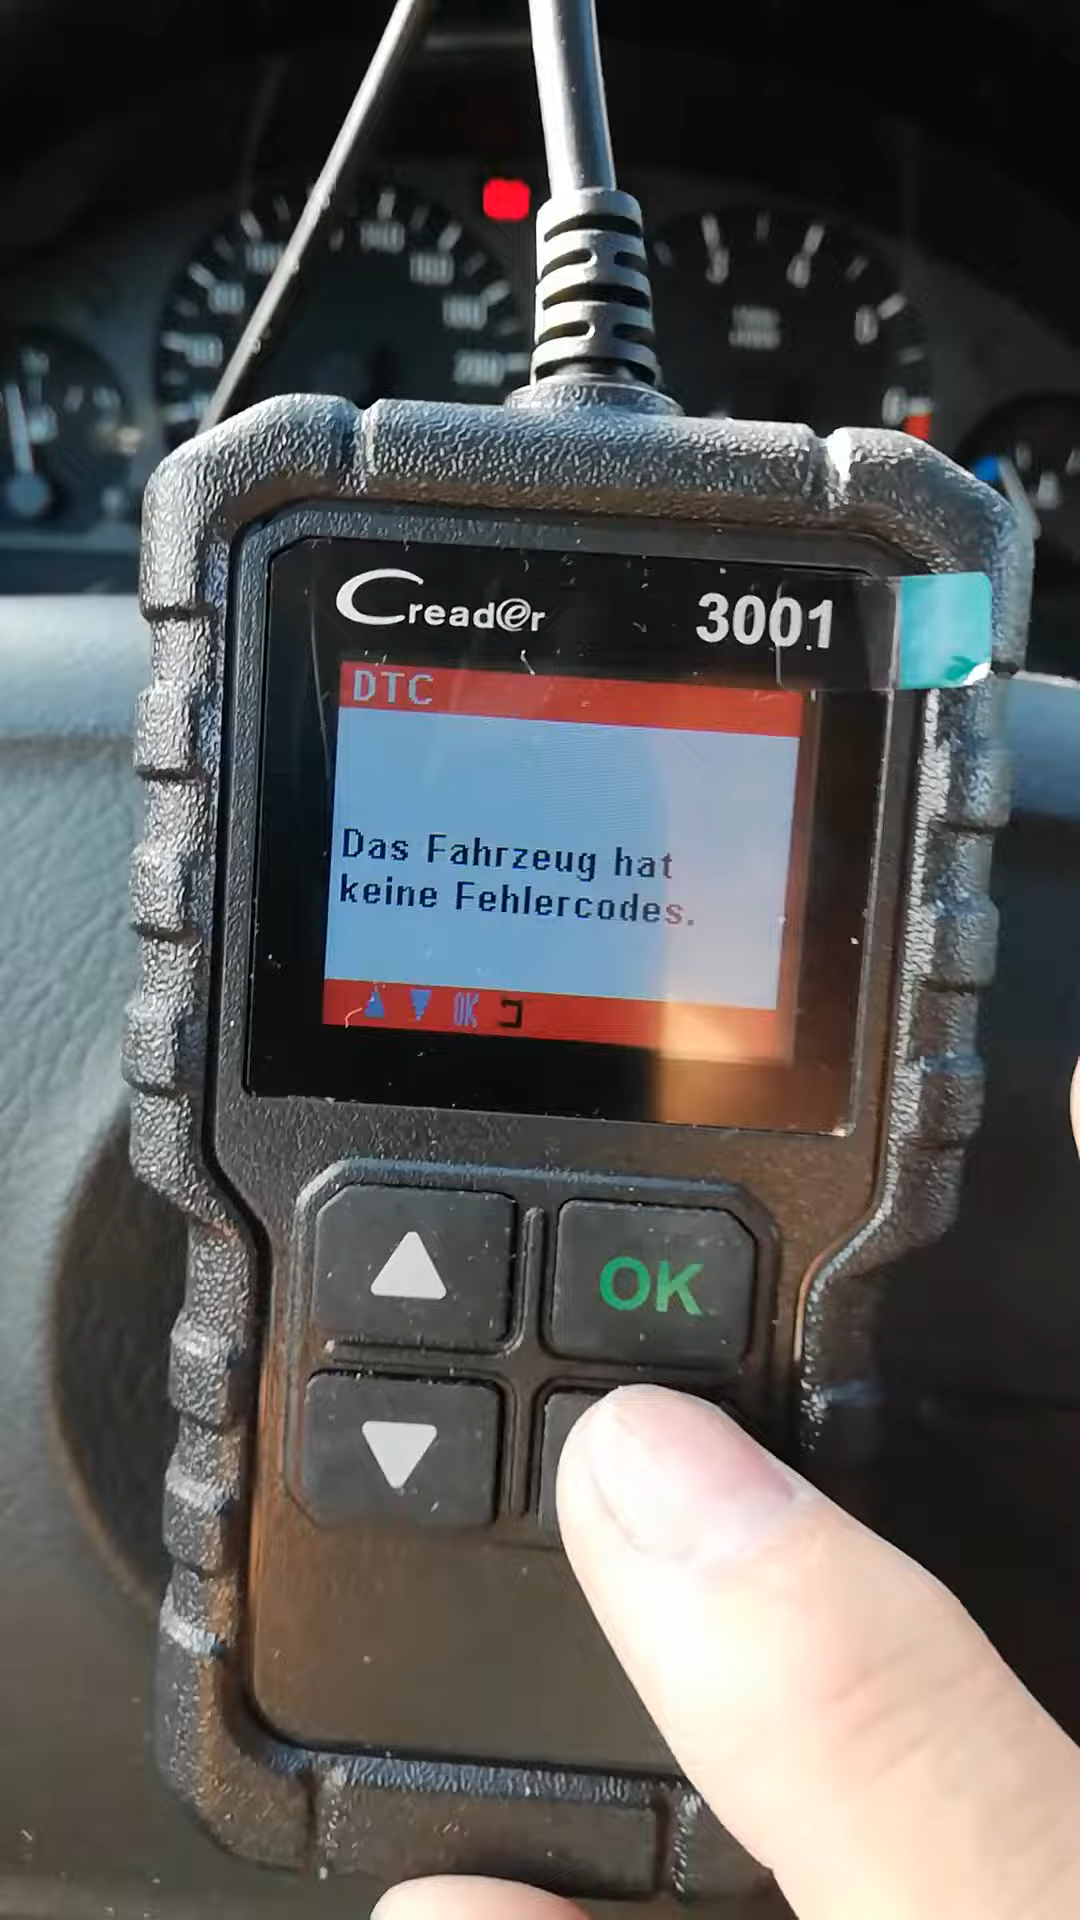 Creader
3001
DTC
Das Fahrzeug hat
keine Fehlercodes.
OK
OK